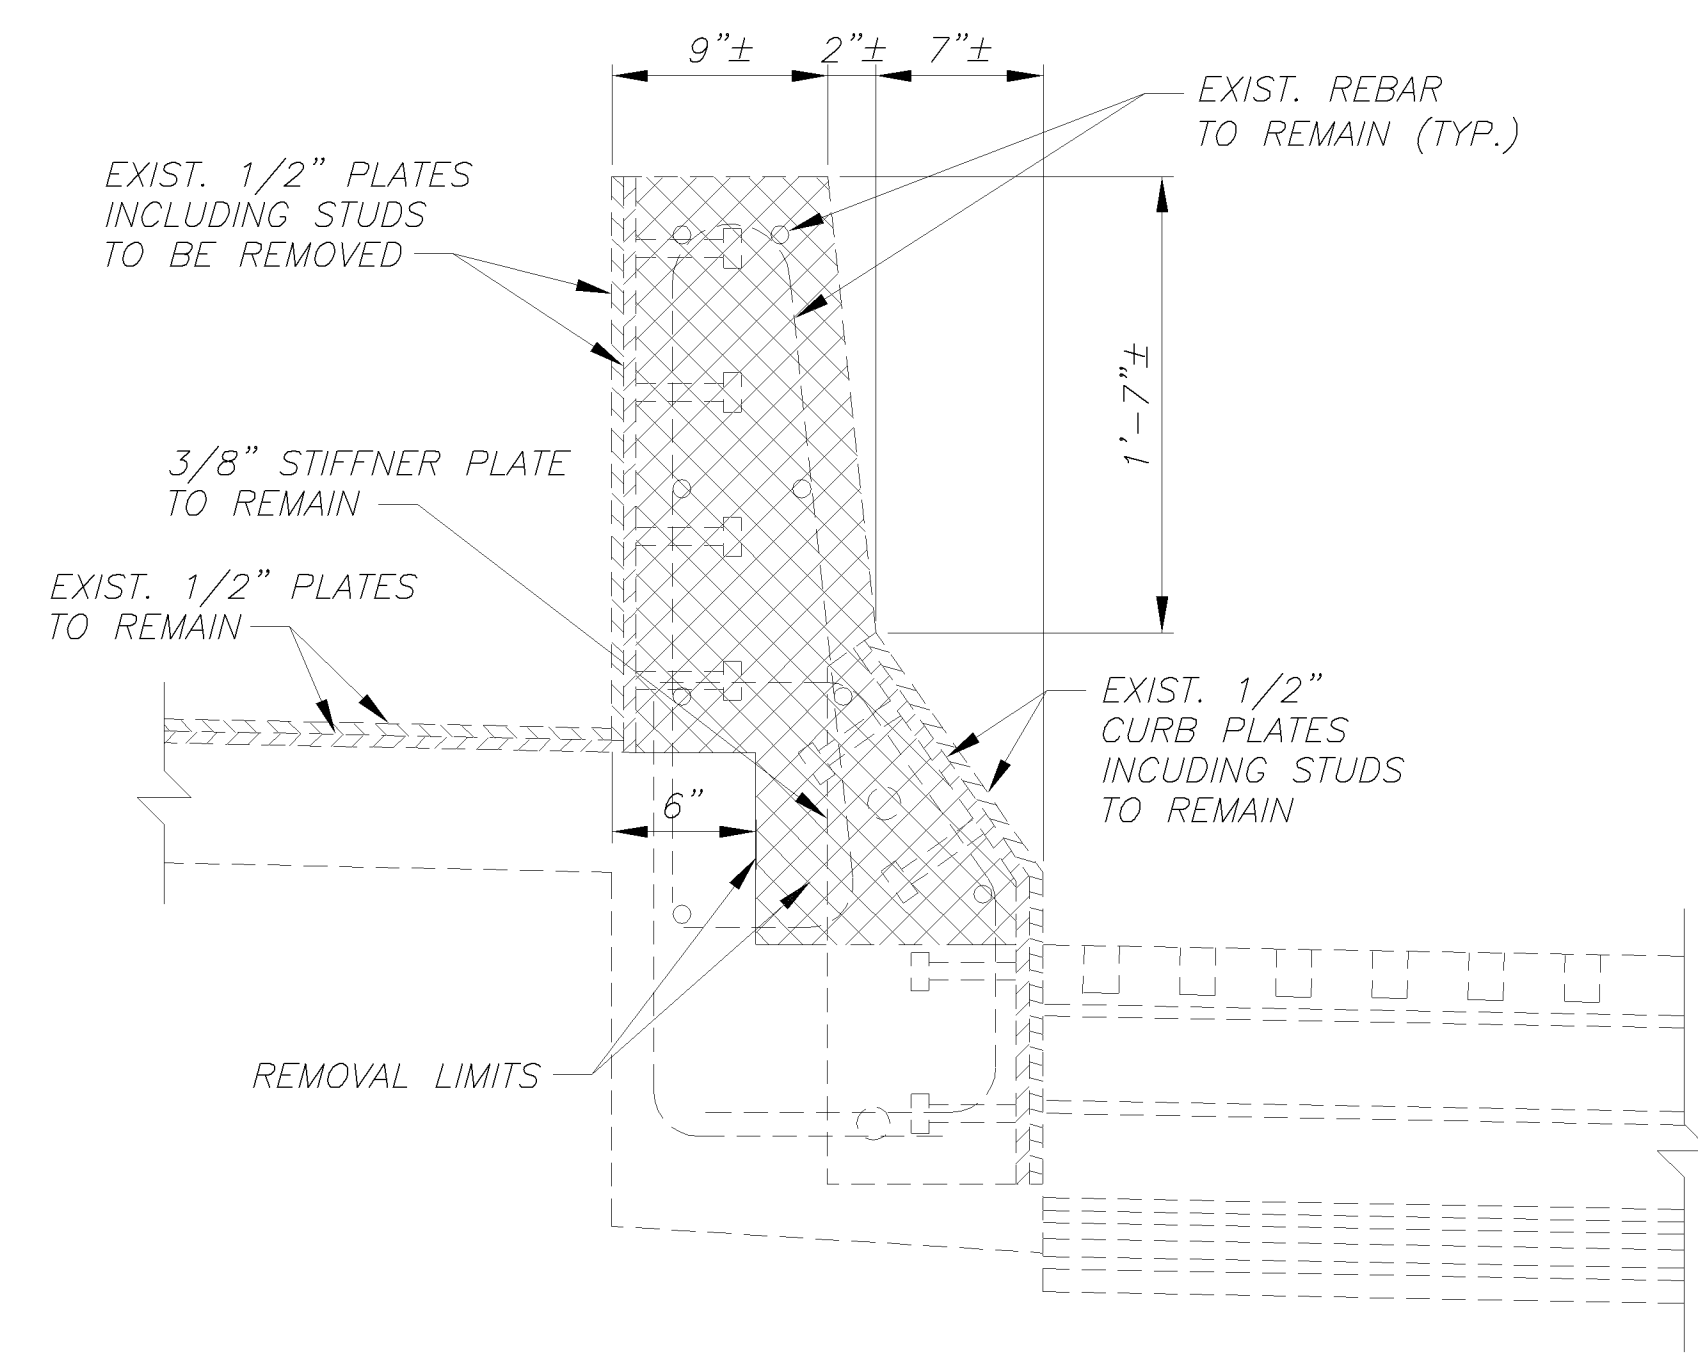 9"± 2"± 7"±
EXIST. REBAR
TO REMAIN (TYP.)
EXIST. 1/2" PLATES
INCLUDING STUDS
TO BE REMOVED
1'-7"±
3/8" STIFFNER PLATE
TO REMAIN
EXIST. 1/2" PLATES
TO REMAIN
EXIST. 1/2"
CURB PLATES
INCUDING STUDS
TO REMAIN
6"
REMOVAL LIMITS